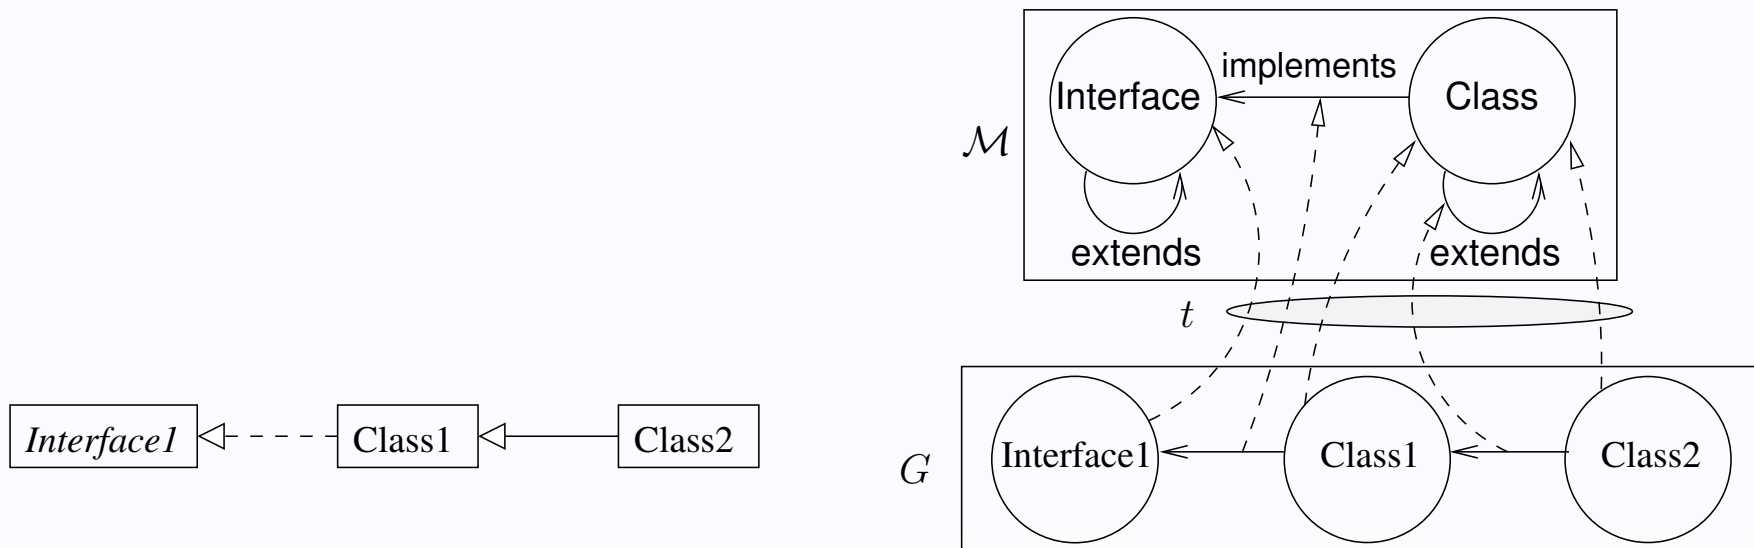 implements
Interface
Class
ℳ
extends
extends
t
Interface1
Class1
Class2
Interface1
Class1
Class2
G